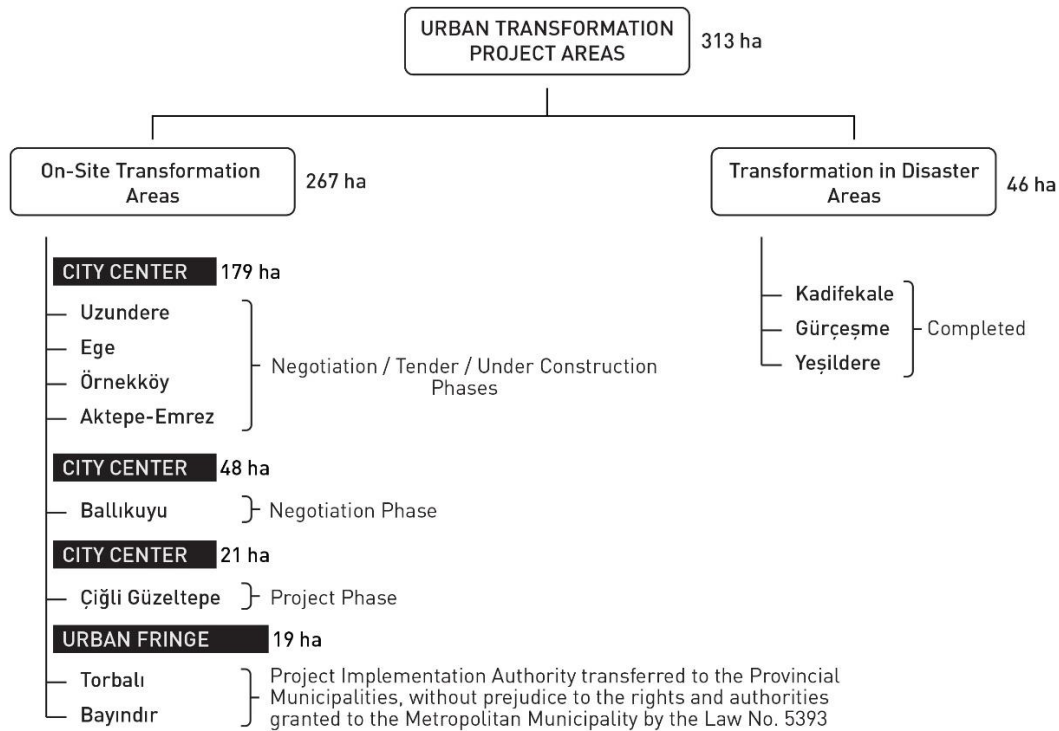 URBAN TRANSFORMATION
PROJECT AREAS
313 ha
On-Site Transformation
Areas
267 ha
Transformation in Disaster
Areas
46 ha
CITY CENTER 179 ha
Uzundere
Ege
Örnekköy
Aktepe-Emrez
Negotiation / Tender / Under Construction
Phases
CITY CENTER 48 ha
Ballıkuyu
Negotiation Phase
CITY CENTER 21 ha
Çiğli Güzeltepe
Project Phase
URBAN FRINGE 19 ha
Torbalı
Bayındır
Project Implementation Authority transferred to the Provincial
Municipalities, without prejudice to the rights and authorities
granted to the Metropolitan Municipality by the Law No. 5393
Kadifekale
Gürçeşme
Yeşildere
Completed